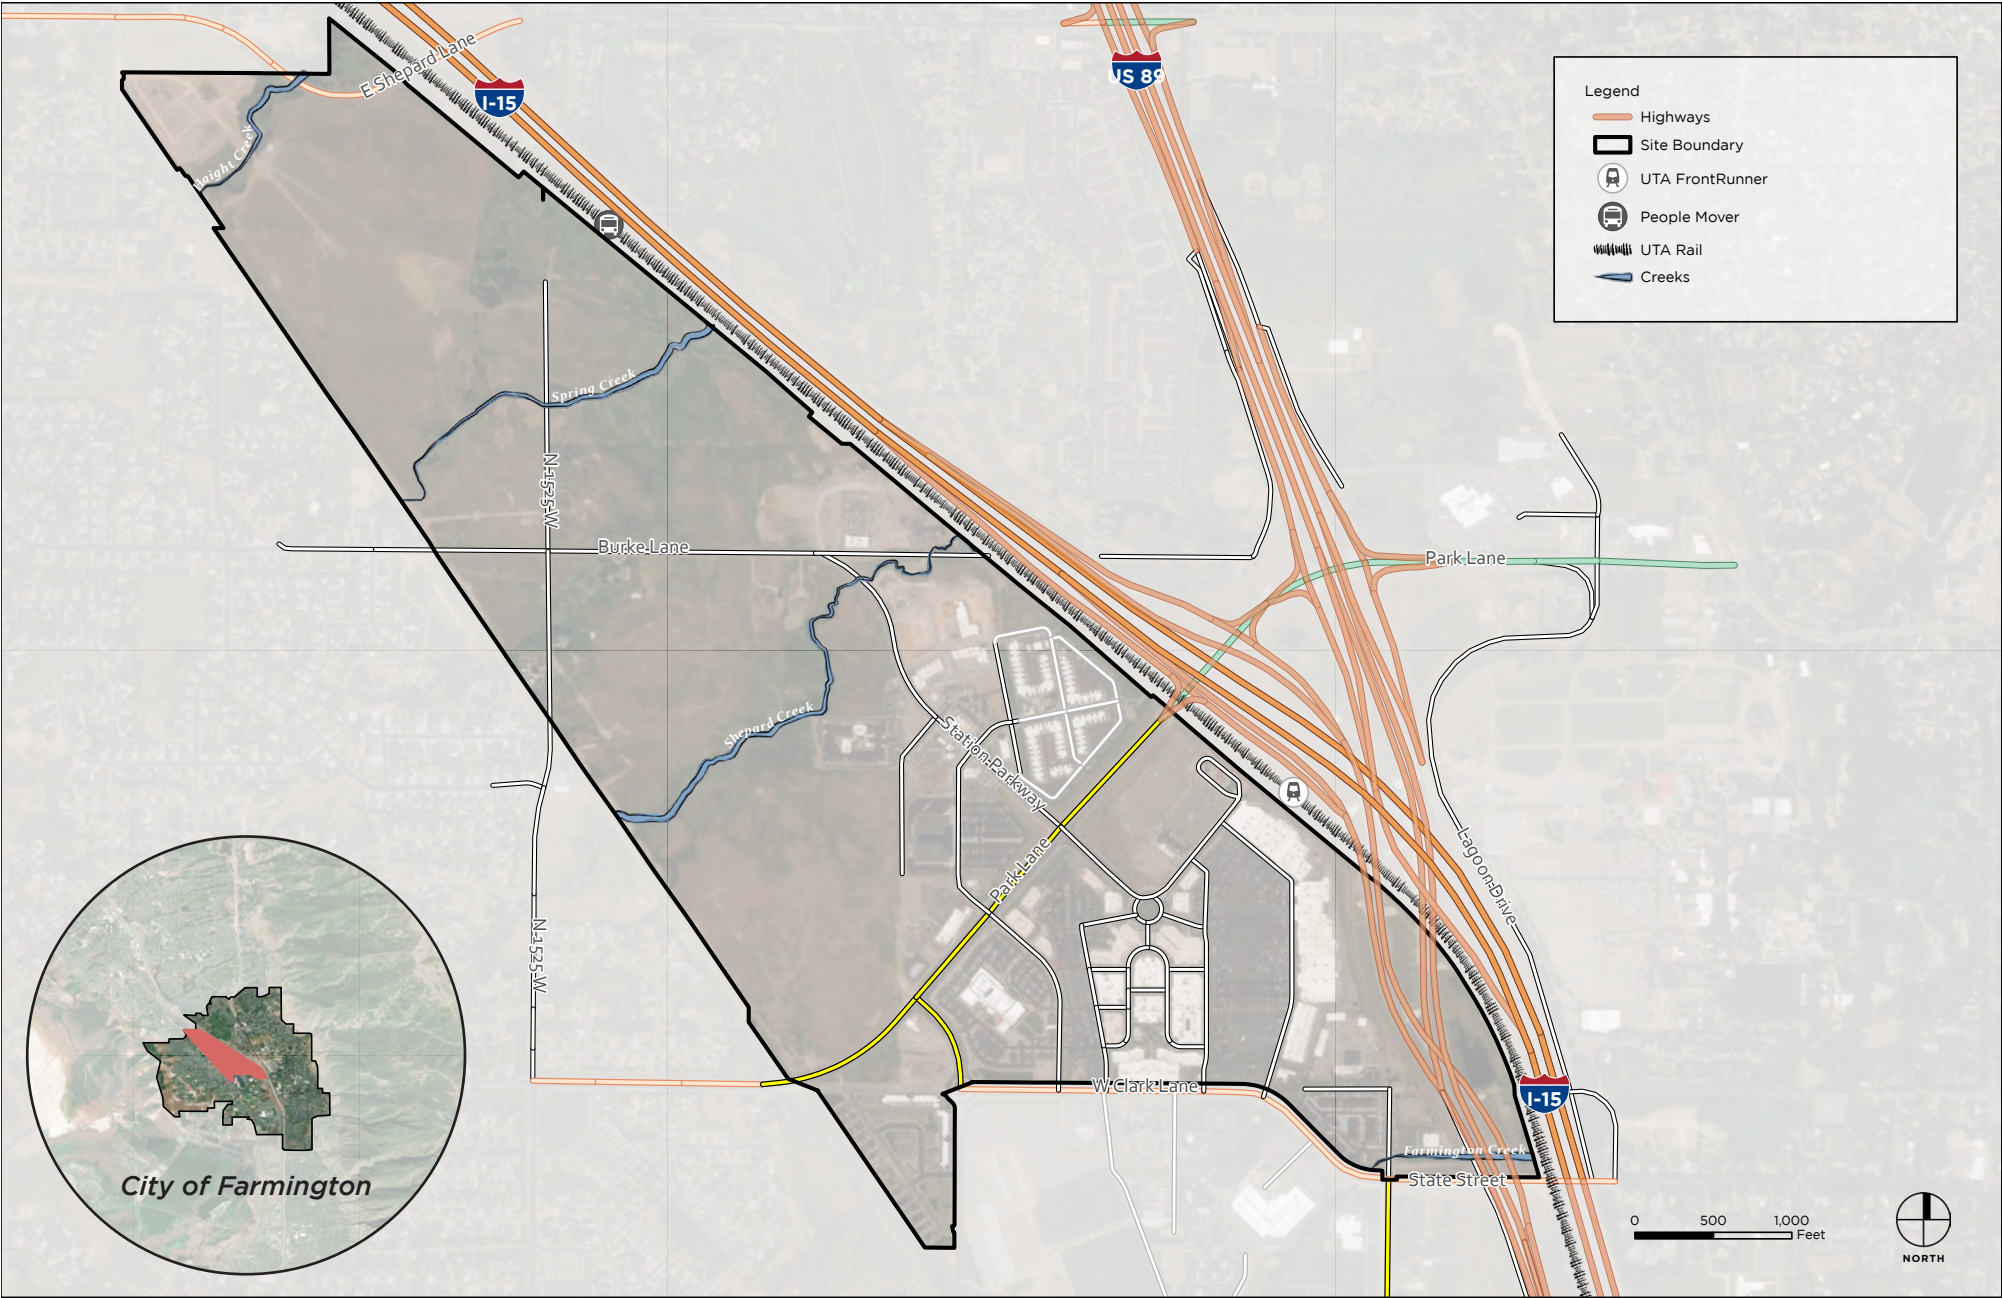 E Shepard Lane
I-15
US 89
Legend
Highways
Site Boundary
UTA FrontRunner
People Mover
UTA Rail
Creeks
Haight Creek
Spring Creek
N 1525 W
Burke Lane
Park Lane
Shepard Creek
Station Parkway
Park Lane
Lagoon Drive
N 1525 W
W Clark Lane
I-15
Farmington Creek
State Street
City of Farmington
0 500 1,000
Feet
NORTH